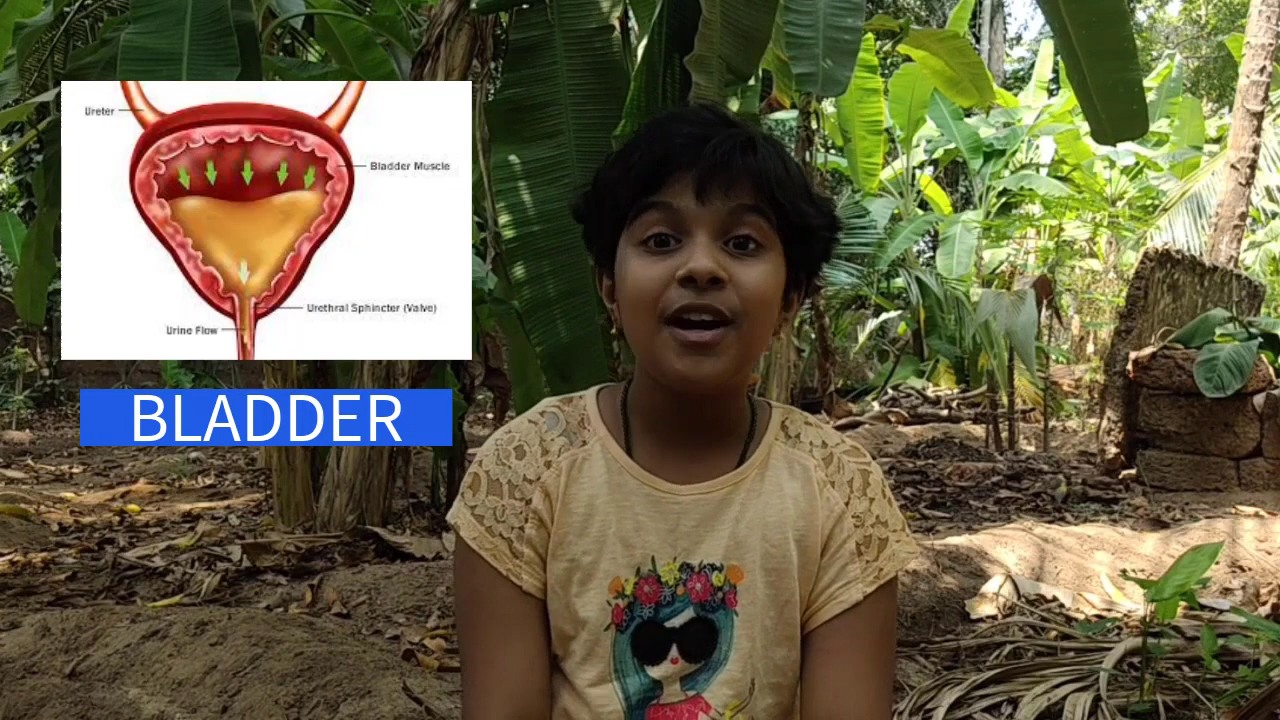 Ureter
Bladder Muscle
Urethral Sphincter (Valve)
Urine Flow
BLADDER